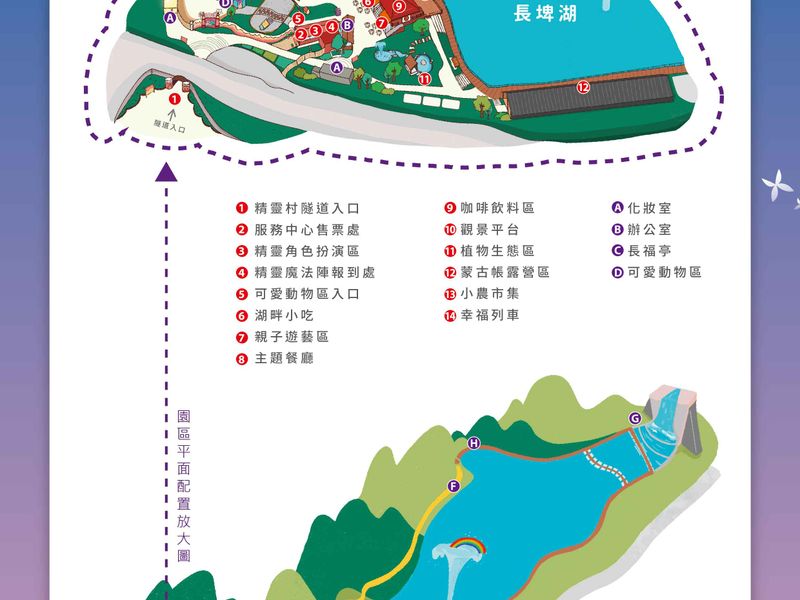 長埤湖
D
A
6
9
5
4
B
7
3
2
A
11
12
1
隧道入口
1 精靈村隧道入口
2 服務中心售票處
3 精靈角色扮演區
4 精靈魔法陣報到處
5 可愛動物區入口
6 湖畔小吃
7 親子遊藝區
8 主題餐廳
9 咖啡飲料區
10 觀景平台
11 植物生態區
12 蒙古帳露營區
13 小農市集
14 幸福列車
A 化妝室
B 辦公室
C 長福亭
D 可愛動物區
園區平面配置放大圖
G
H
F